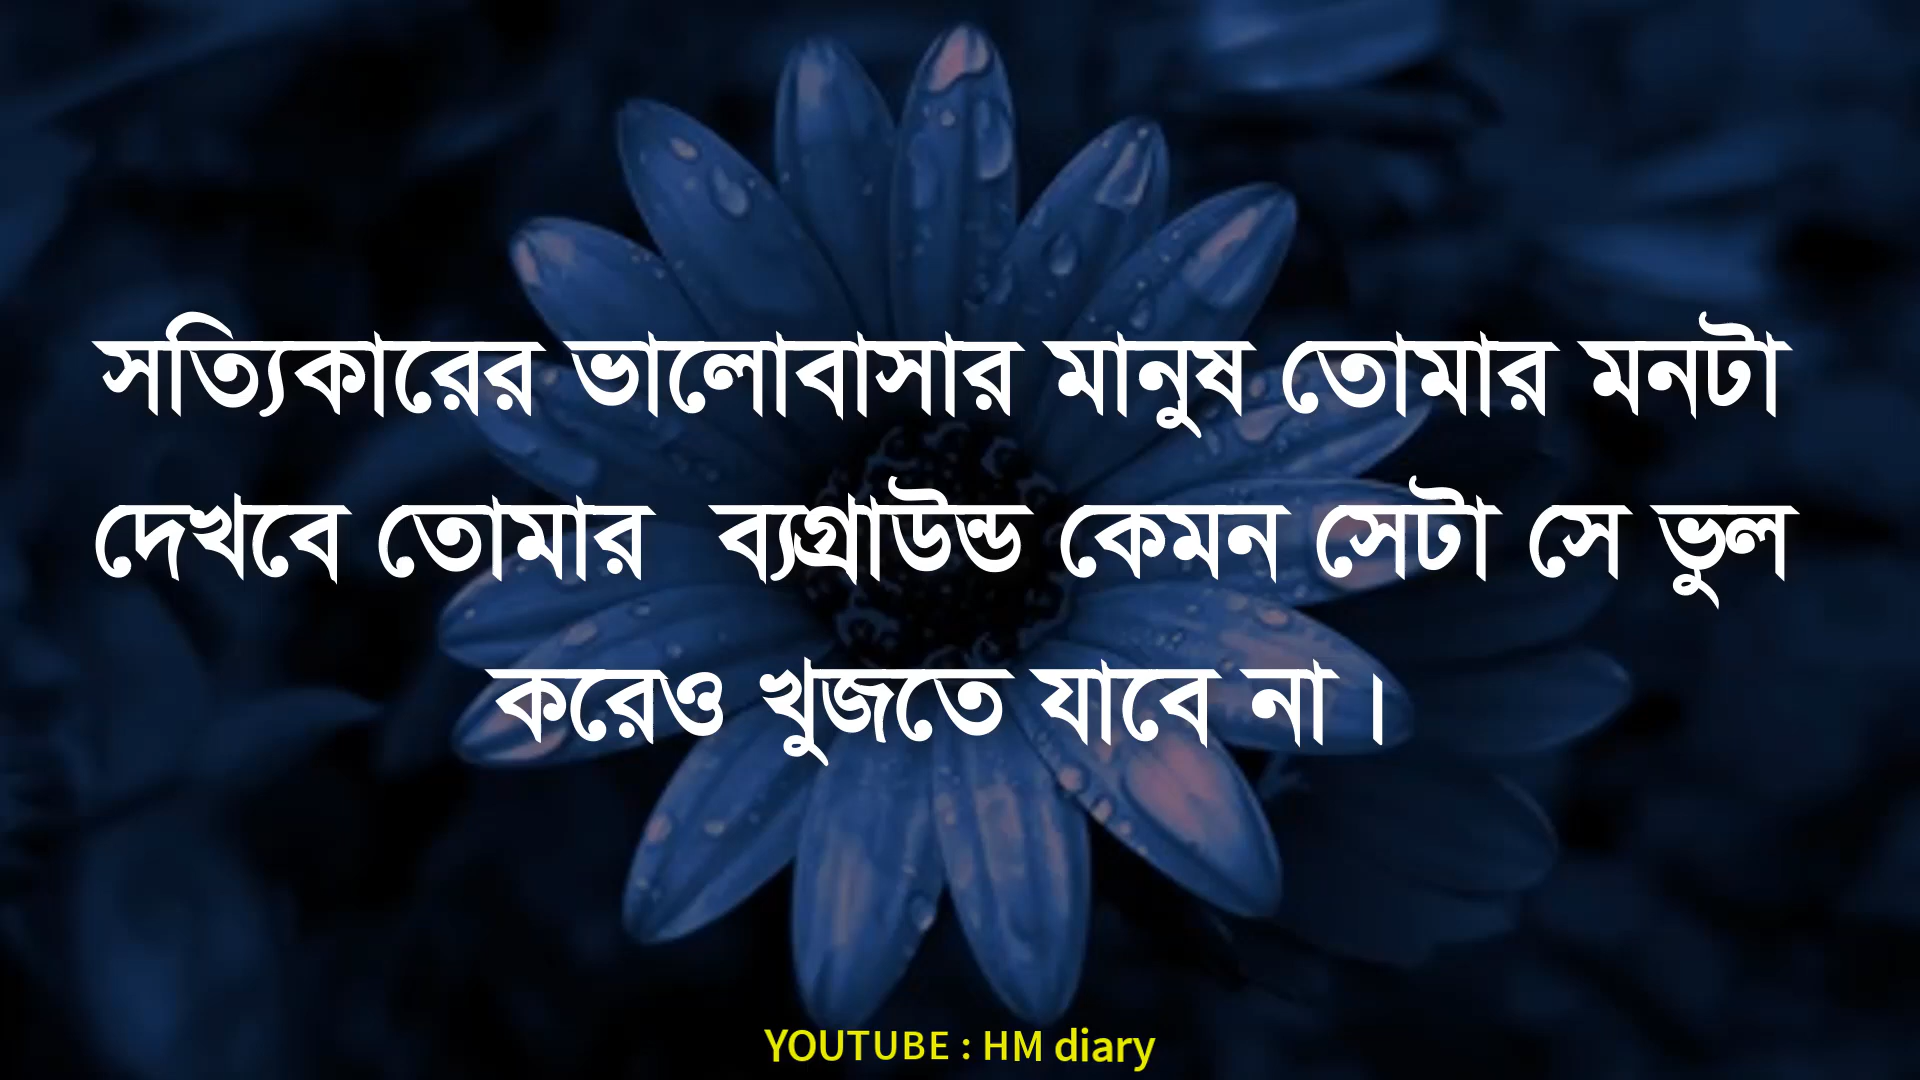 সত্যিকারের ভালোবাসার মানুষ তোমার মনটা
দেখবে তোমার ব্যগ্রাউন্ড কেমন সেটা সে ভুল
করেও খুজতে যাবে না।
YOUTUBE : HM diary